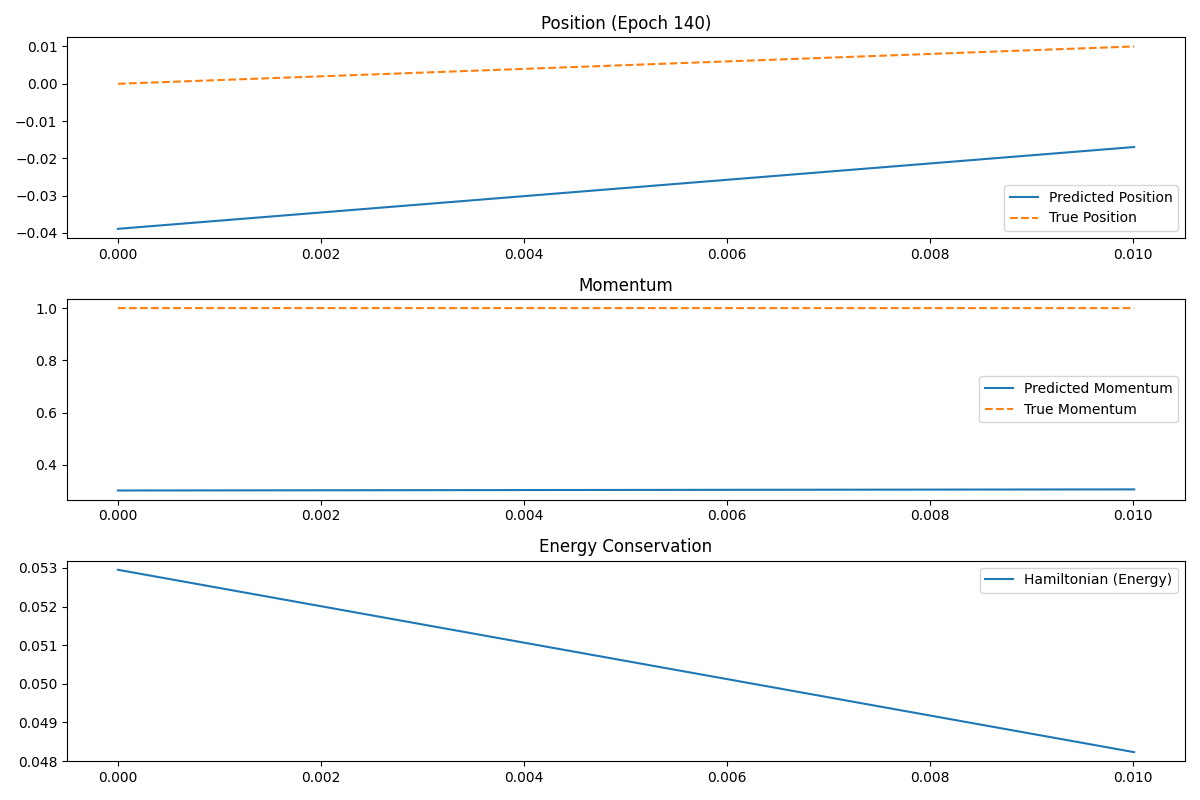 Position (Epoch 140)
0.01
0.00
−0.01
−0.02
−0.03
−0.04
Predicted Position
True Position
0.000 0.002 0.004 0.006 0.008 0.010
Momentum
1.0
0.8
0.6
0.4
Predicted Momentum
True Momentum
0.000 0.002 0.004 0.006 0.008 0.010
Energy Conservation
0.053
0.052
0.051
0.050
0.049
0.048
Hamiltonian (Energy)
0.000 0.002 0.004 0.006 0.008 0.010